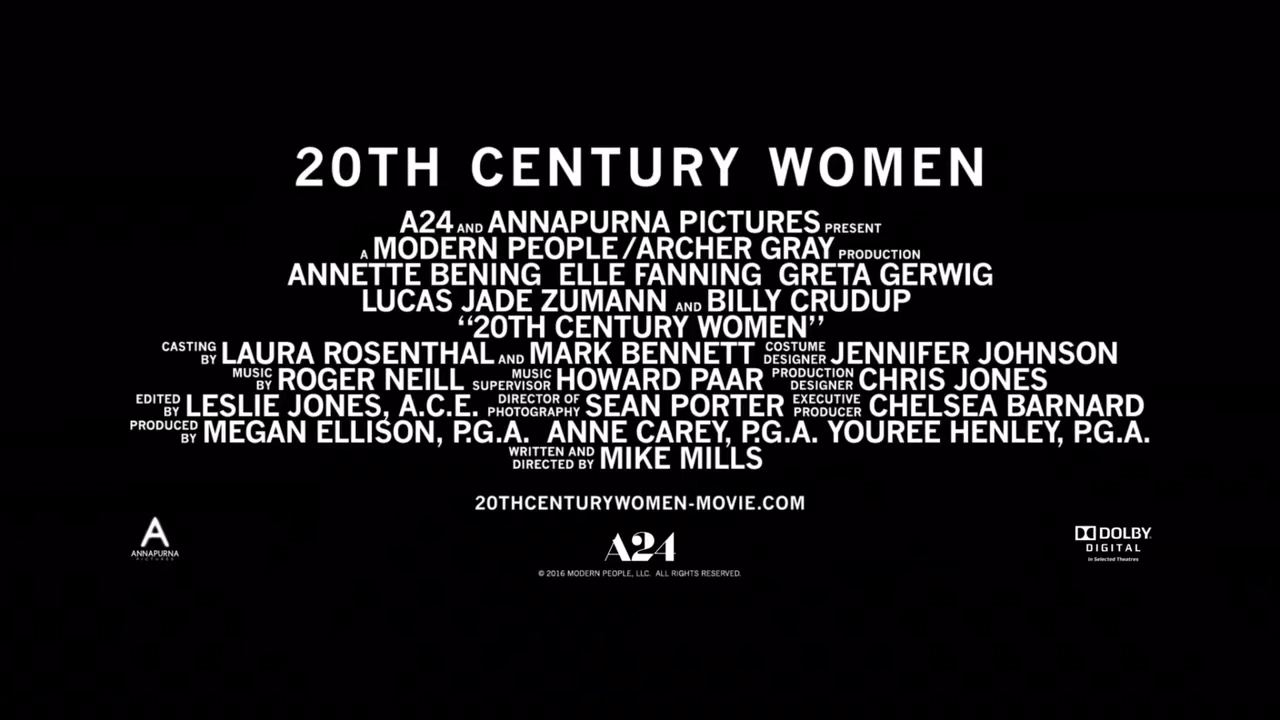 20TH CENTURY WOMEN
A24 AND ANNAPURNA PICTURES PRESENT
A MODERN PEOPLE/ARCHER GRAY PRODUCTION
ANNETTE BENING ELLE FANNING GRETA GERWIG
LUCAS JADE ZUMANN AND BILLY CRUDUP
“20TH CENTURY WOMEN”
CASTING BY LAURA ROSENTHAL AND MARK BENNETT COSTUME DESIGNER JENNIFER JOHNSON
MUSIC BY ROGER NEILL MUSIC SUPERVISOR HOWARD PAAR PRODUCTION DESIGNER CHRIS JONES
EDITED BY LESLIE JONES, A.C.E. DIRECTOR OF PHOTOGRAPHY SEAN PORTER EXECUTIVE PRODUCER CHELSEA BARNARD
PRODUCED BY MEGAN ELLISON, P.G.A. ANNE CAREY, P.G.A. YOUREE HENLEY, P.G.A.
WRITTEN AND DIRECTED BY MIKE MILLS
20THCENTURYWOMEN-MOVIE.COM
A
ANNAPURNA
PICTURES
A24
© 2016 MODERN PEOPLE, LLC. ALL RIGHTS RESERVED.
DOLBY
DIGITAL
In Selected Theatres